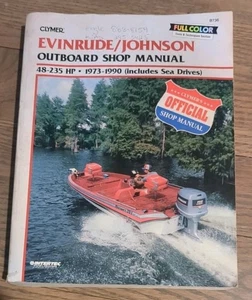 CLYMER
FULL COLOR
EVINRUDE/JOHNSON
OUTBOARD SHOP MANUAL
48-235 HP • 1973-1990 (includes Sea Drives)
OFFICIAL
SHOP MANUAL
INTERTEC